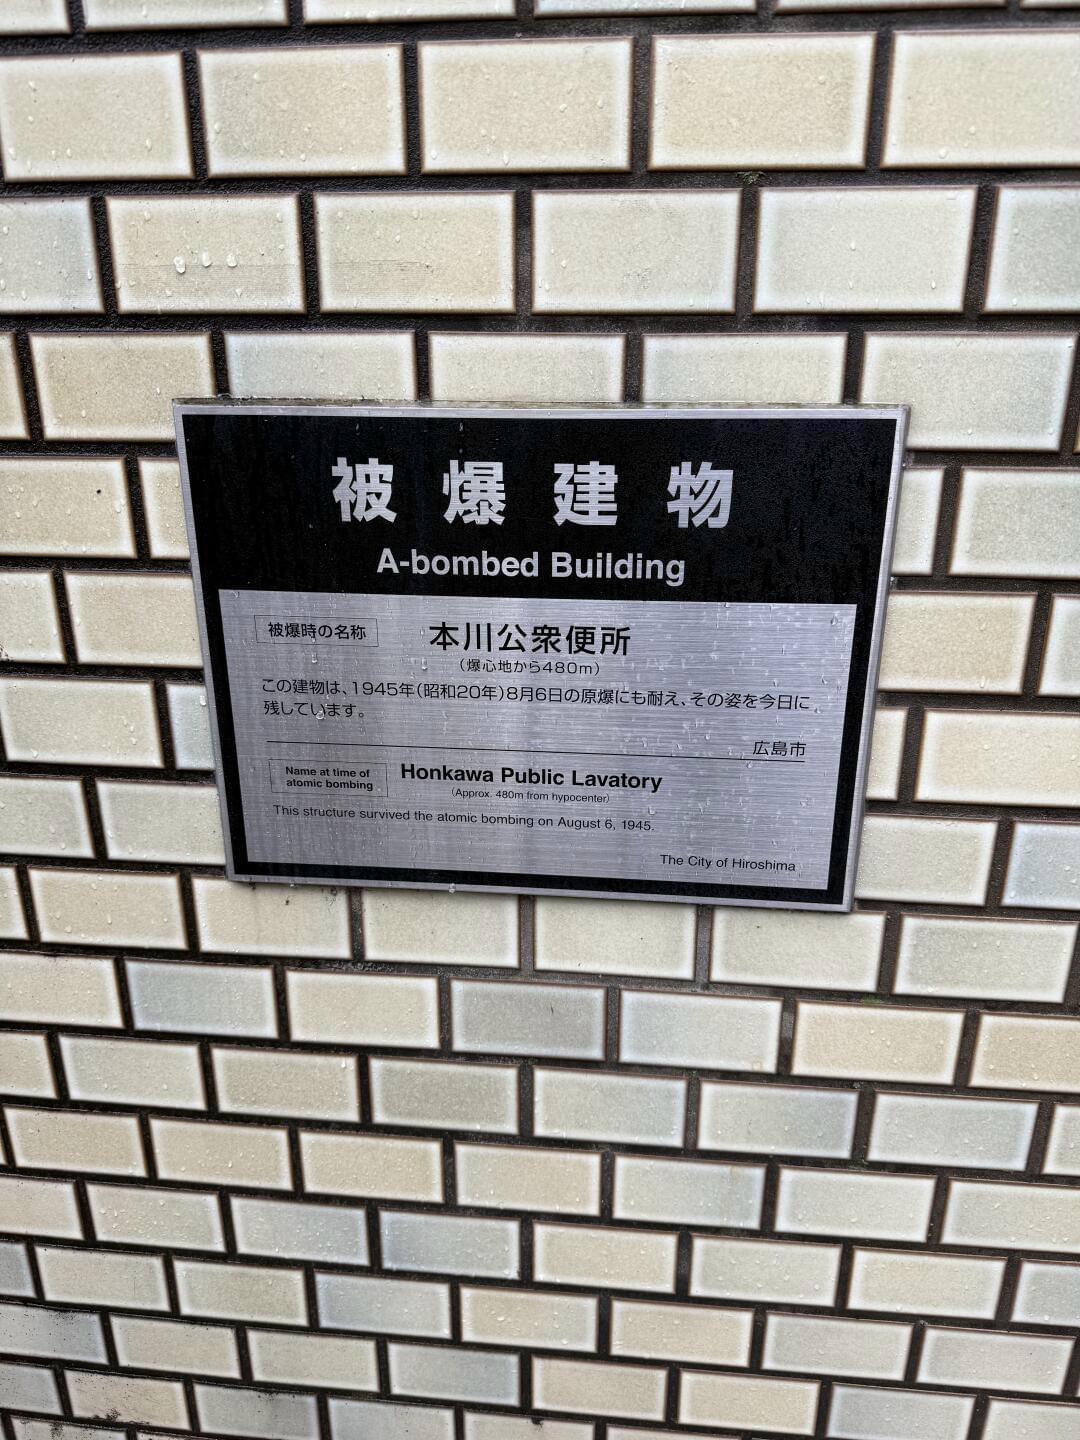 被爆建物
A-bombed Building
被爆時の名称
本川公衆便所
（爆心地から480m）
この建物は、1945年（昭和20年）8月6日の原爆にも耐え、その姿を今日に
残しています。
広島市
Name at time of
atomic bombing
Honkawa Public Lavatory
（Approx. 480m from hypocenter）
This structure survived the atomic bombing on August 6, 1945.
The City of Hiroshima